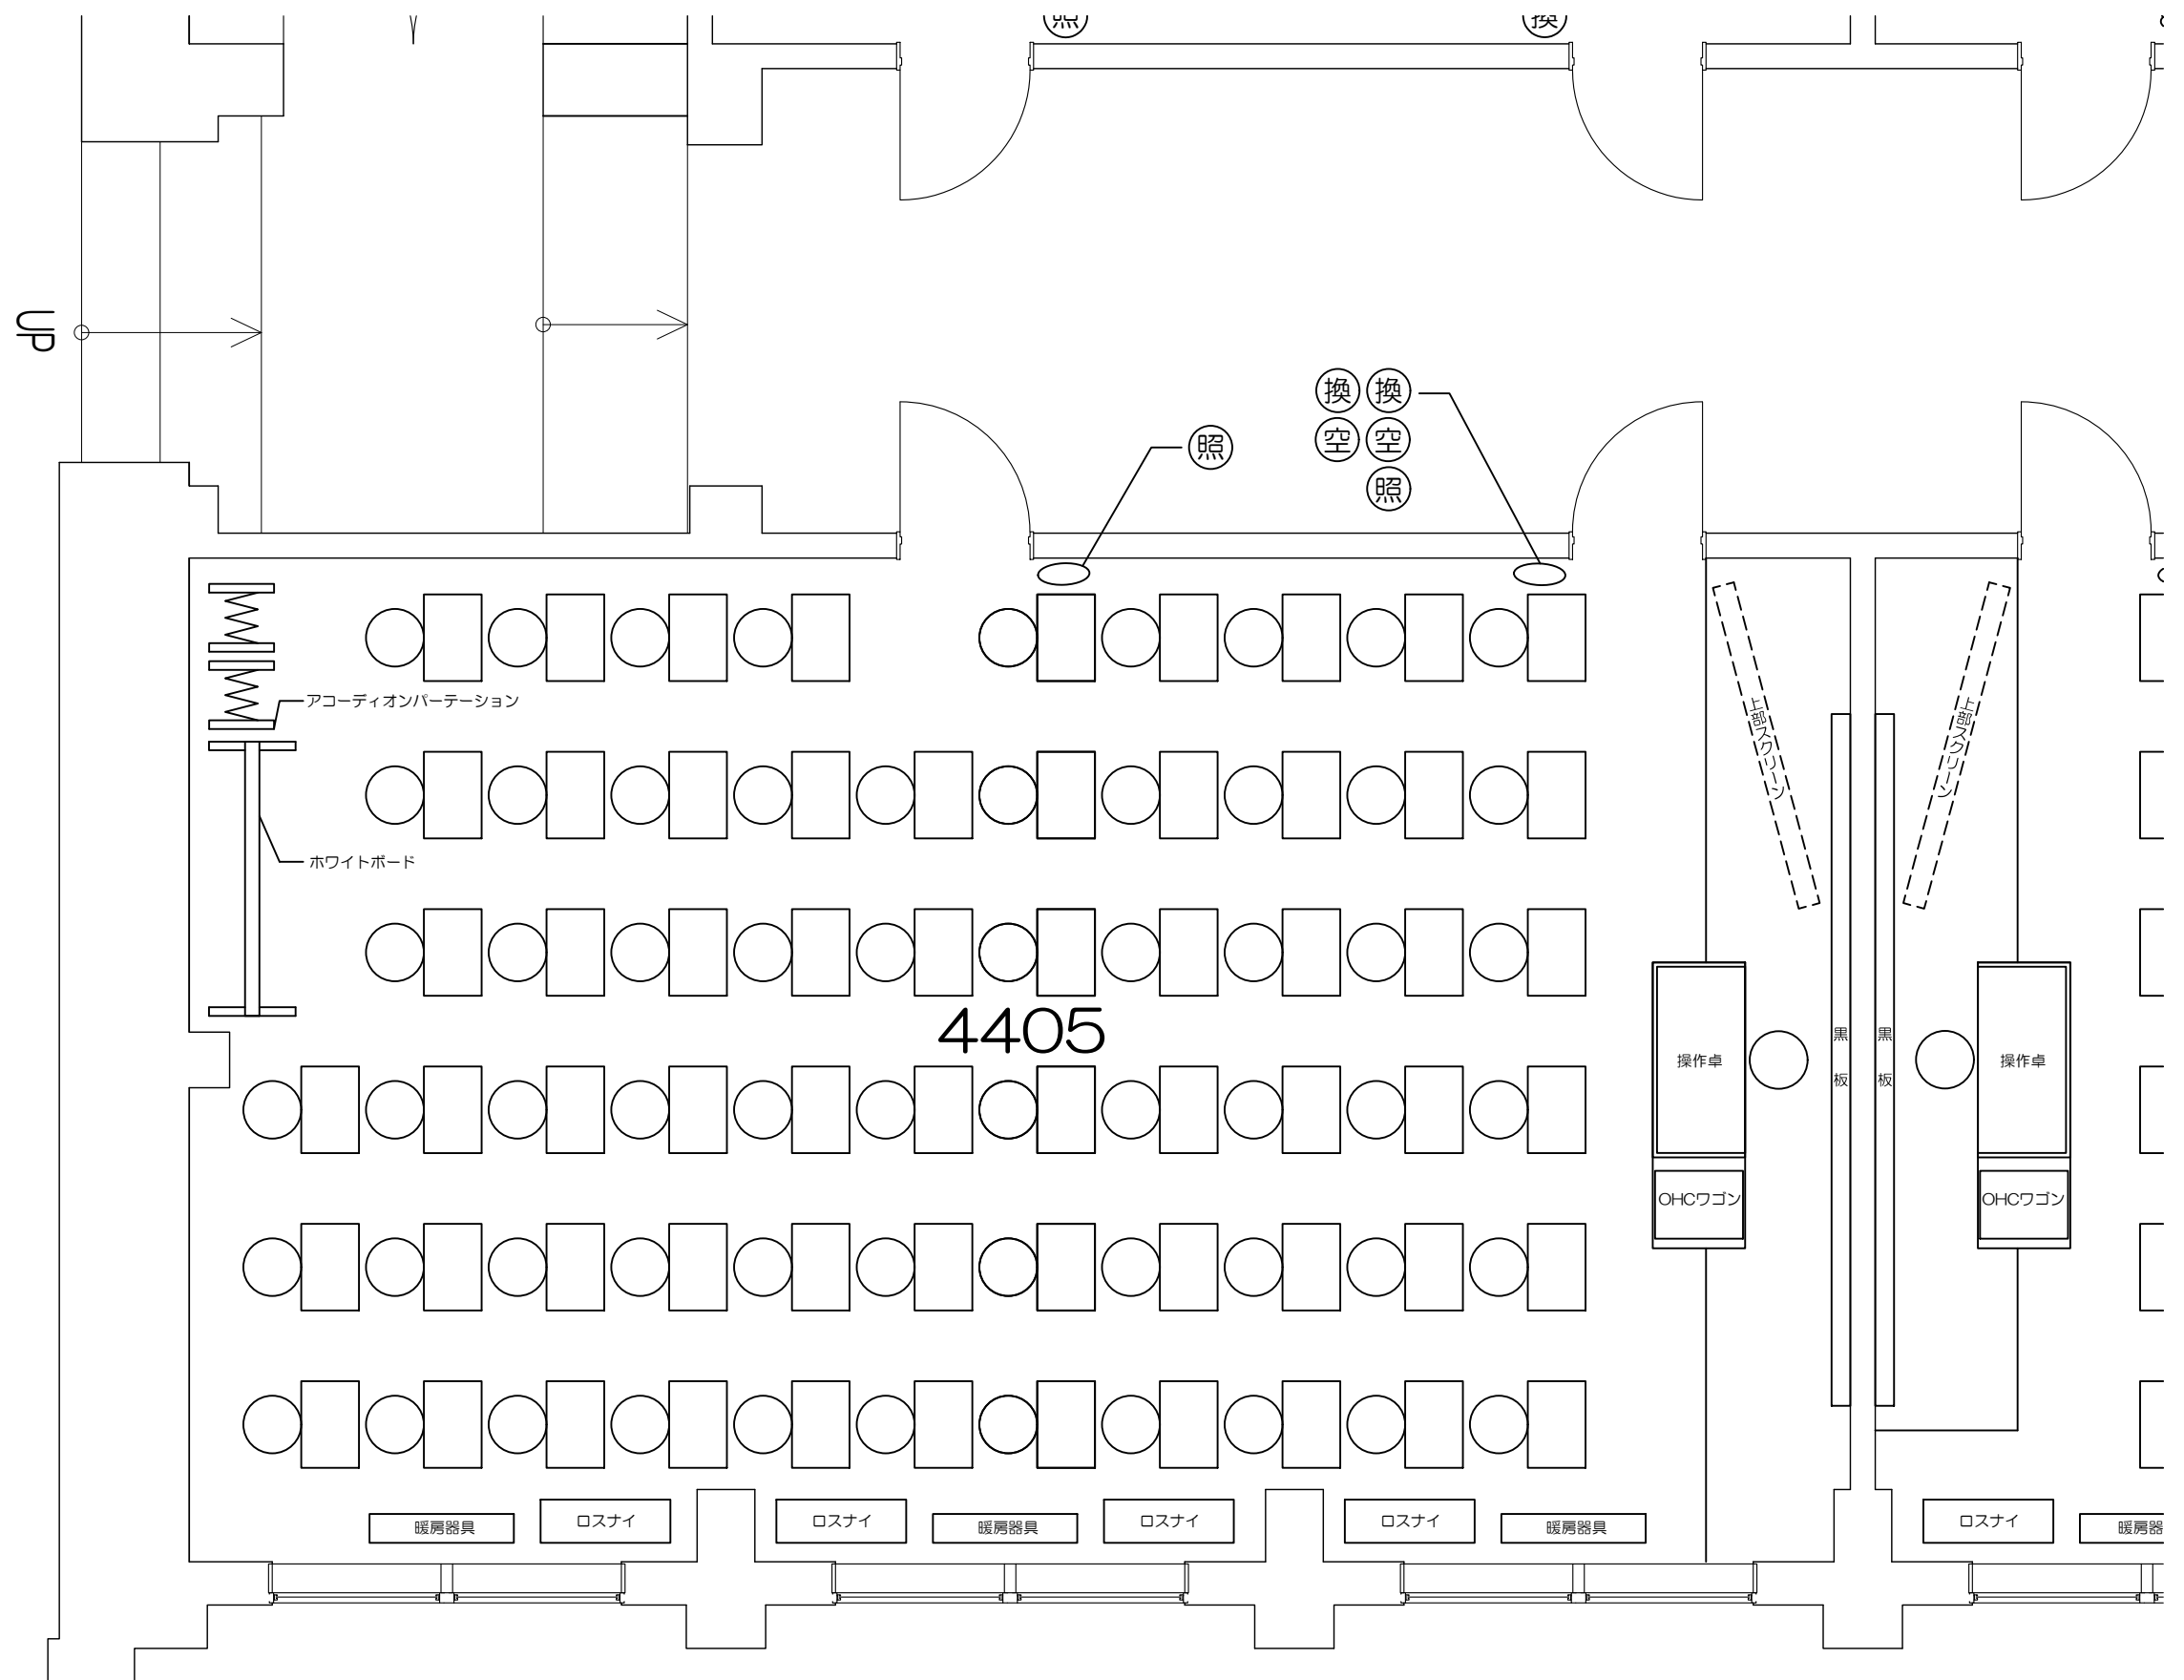 照
換
UP
換 換
空 空
照
照
アコーディオンパーテーション
上部スクリーン
上部スクリーン
ホワイトボード
4405
黒板
黒板
操作卓
操作卓
OHCワゴン
OHCワゴン
暖房器具
ロスナイ
ロスナイ
暖房器具
ロスナイ
ロスナイ
暖房器具
ロスナイ
暖房器